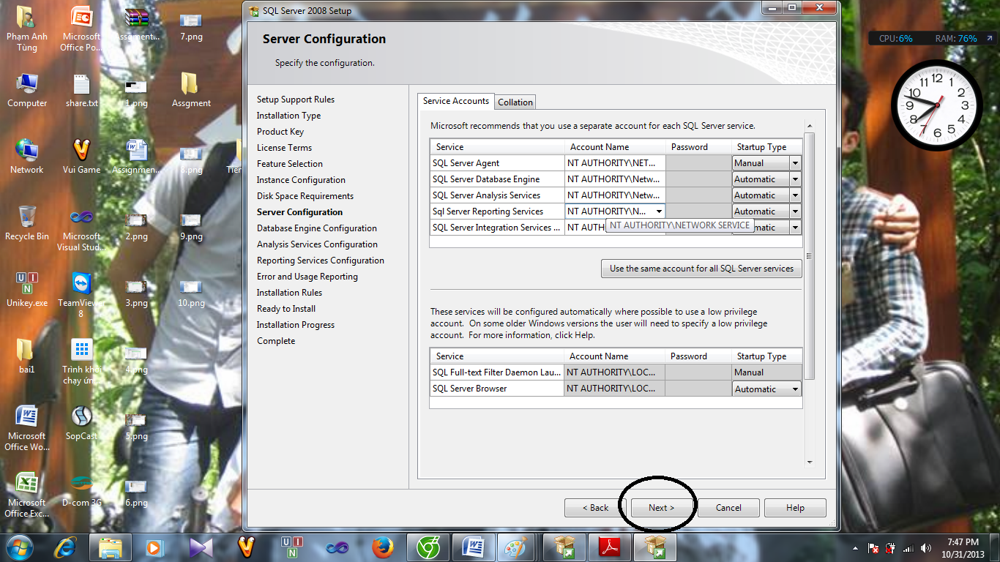 SQL Server 2008 Setup
Server Configuration
Specify the configuration.
Setup Support Rules
Installation Type
Product Key
License Terms
Feature Selection
Instance Configuration
Disk Space Requirements
Server Configuration
Database Engine Configuration
Analysis Services Configuration
Reporting Services Configuration
Error and Usage Reporting
Installation Rules
Ready to Install
Installation Progress
Complete
Service Accounts
Collation
Microsoft recommends that you use a separate account for each SQL Server service.
Service Account Name Password Startup Type
SQL Server Agent NT AUTHORITY\NET... Manual
SQL Server Database Engine NT AUTHORITY\Netw... Automatic
SQL Server Analysis Services NT AUTHORITY\Netw... Automatic
Sql Server Reporting Services NT AUTHORITY\N... Automatic
NT AUTHORITY\NETWORK SERVICE
SQL Server Integration Services ... NT AUTH matic
Use the same account for all SQL Server services
These services will be configured automatically where possible to use a low privilege
account. On some older Windows versions the user will need to specify a low privilege
account. For more information, click Help.
Service Account Name Password Startup Type
SQL Full-text Filter Daemon Lau... NT AUTHORITY\LOC... Manual
SQL Server Browser NT AUTHORITY\LOC... Automatic
< Back
Next >
Cancel
Help
Pham Anh
Tùng
Microsoft
Office Po...
Assgment...
7.png
Computer
share.txt
1.png
Assgment
Network
Vui Game
Assignmen...
8.png
Recycle Bin
Microsoft
Visual Stud...
2.png
9.png
Unikey.exe
TeamViewer
8
3.png
10.png
bai1
Trình khởi
chạy ứn...
4.png
Microsoft
Office Wo...
SopCast
5.png
Microsoft
Office Exc...
D-com 3G
6.png
CPU:6% RAM: 76%
12
1
2
3
4
5
6
7
8
9
10
11
U I
N
7:47 PM
10/31/2013